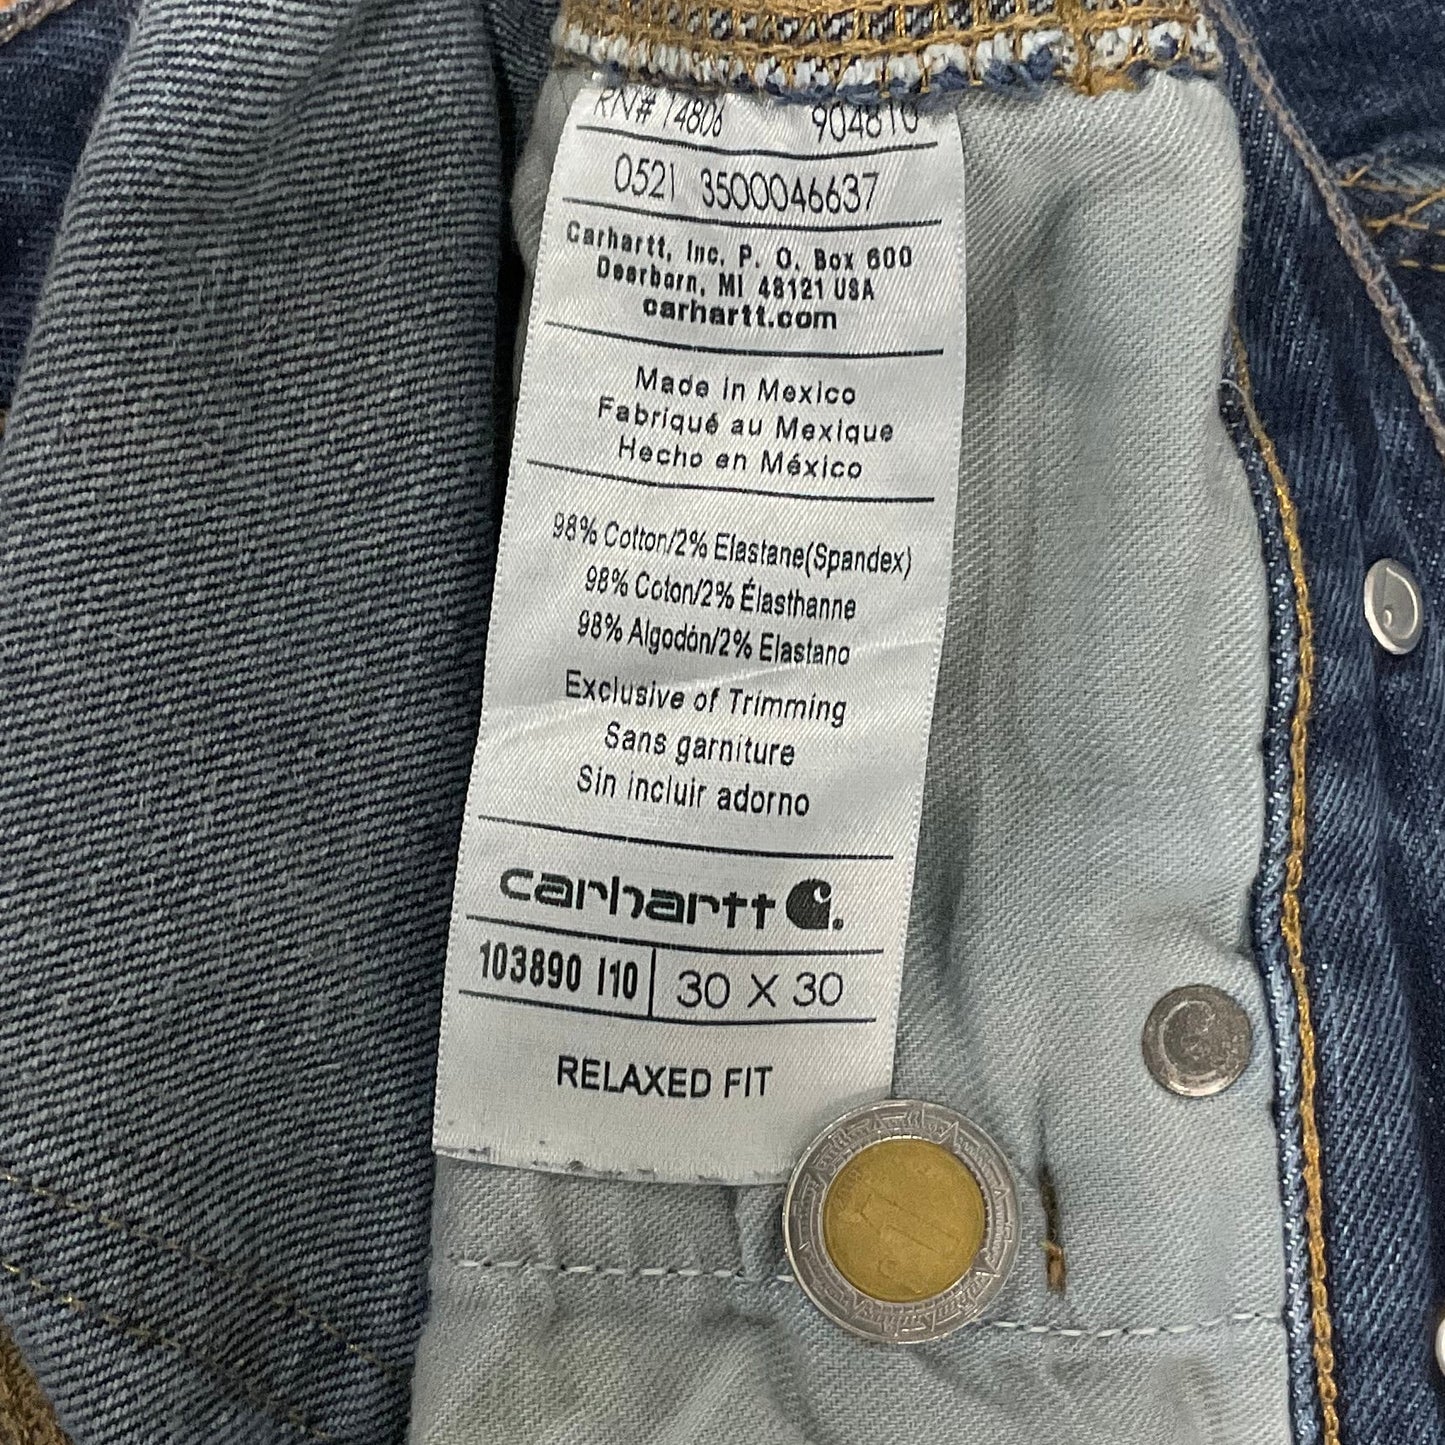 RN# 14806 904810
0521 3500046637
Carhartt, Inc. P. O. Box 600
Dearborn, MI 48121 USA
carhartt.com
Made in Mexico
Fabriqué au Mexique
Hecho en México
98% Cotton/2% Elastane(Spandex)
98% Coton/2% Élasthanne
98% Algodón/2% Elastano
Exclusive of Trimming
Sans garniture
Sin incluir adorno
carhartt
103890 I10 30 X 30
RELAXED FIT